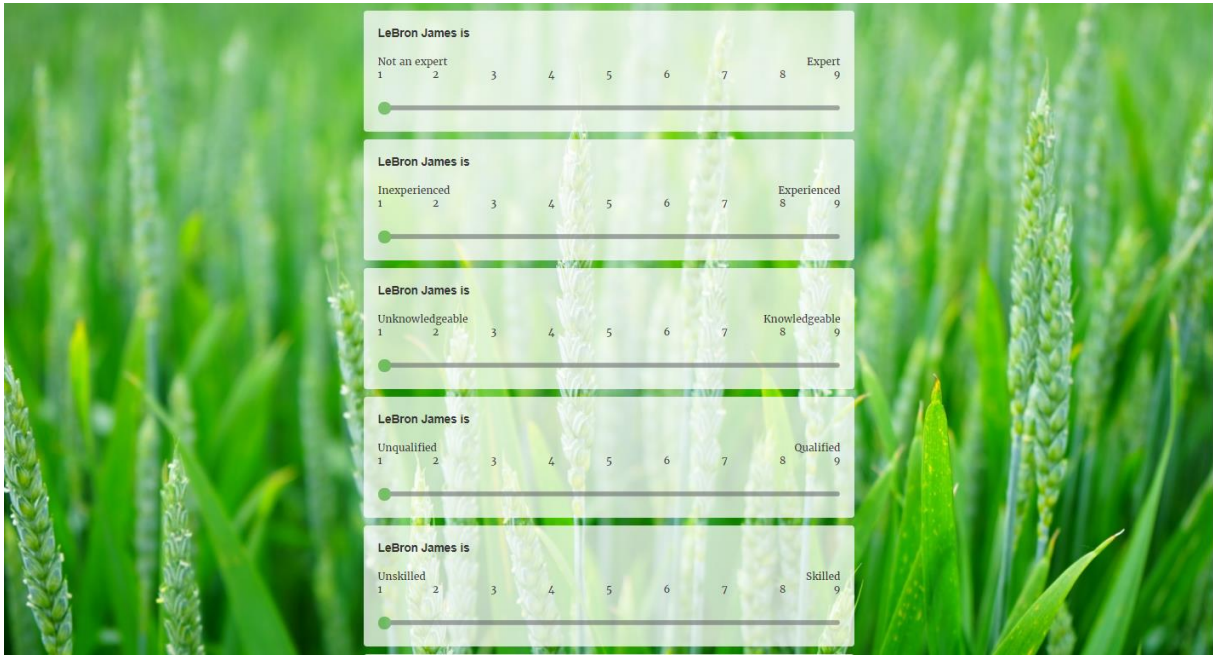 LeBron James is
Not an expert Expert
1 2 3 4 5 6 7 8 9
LeBron James is
Inexperienced Experienced
1 2 3 4 5 6 7 8 9
LeBron James is
Unknowledgeable Knowledgeable
1 2 3 4 5 6 7 8 9
LeBron James is
Unqualified Qualified
1 2 3 4 5 6 7 8 9
LeBron James is
Unskilled Skilled
1 2 3 4 5 6 7 8 9